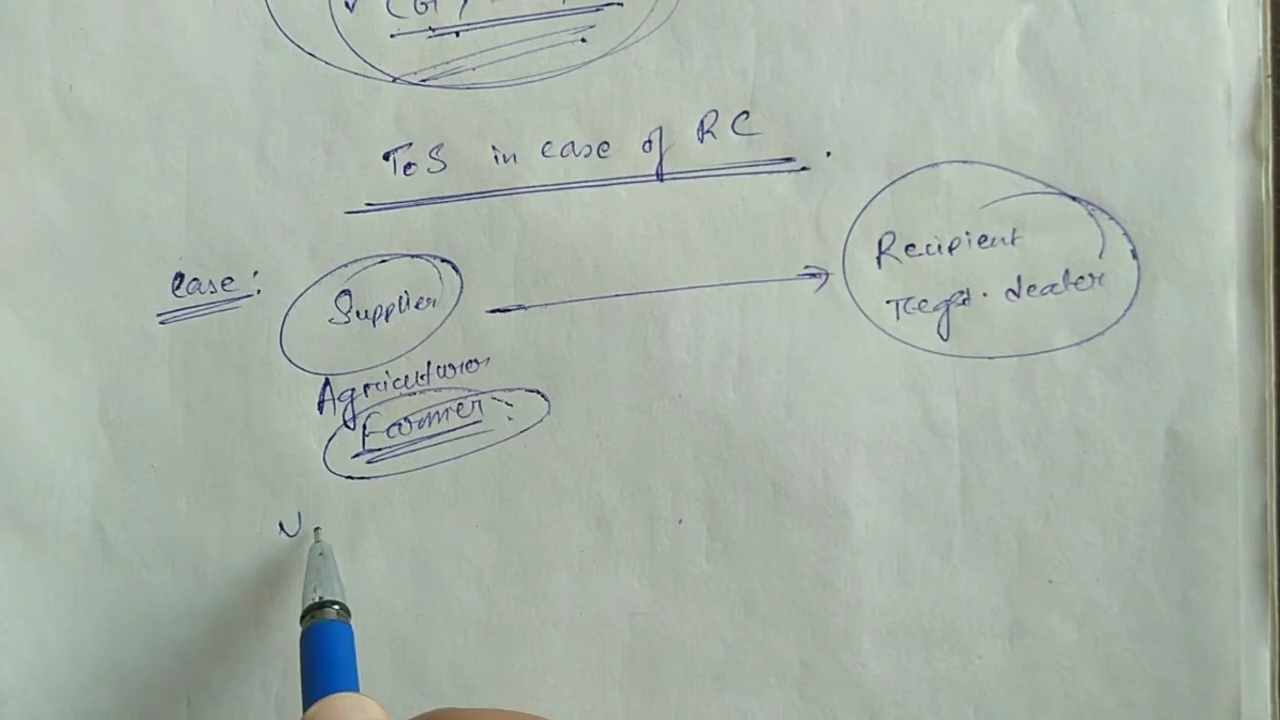 ToS in case of RC.
case:
Supplier
Agriculturer
Farmer
Recipient
Regd. dealer
N